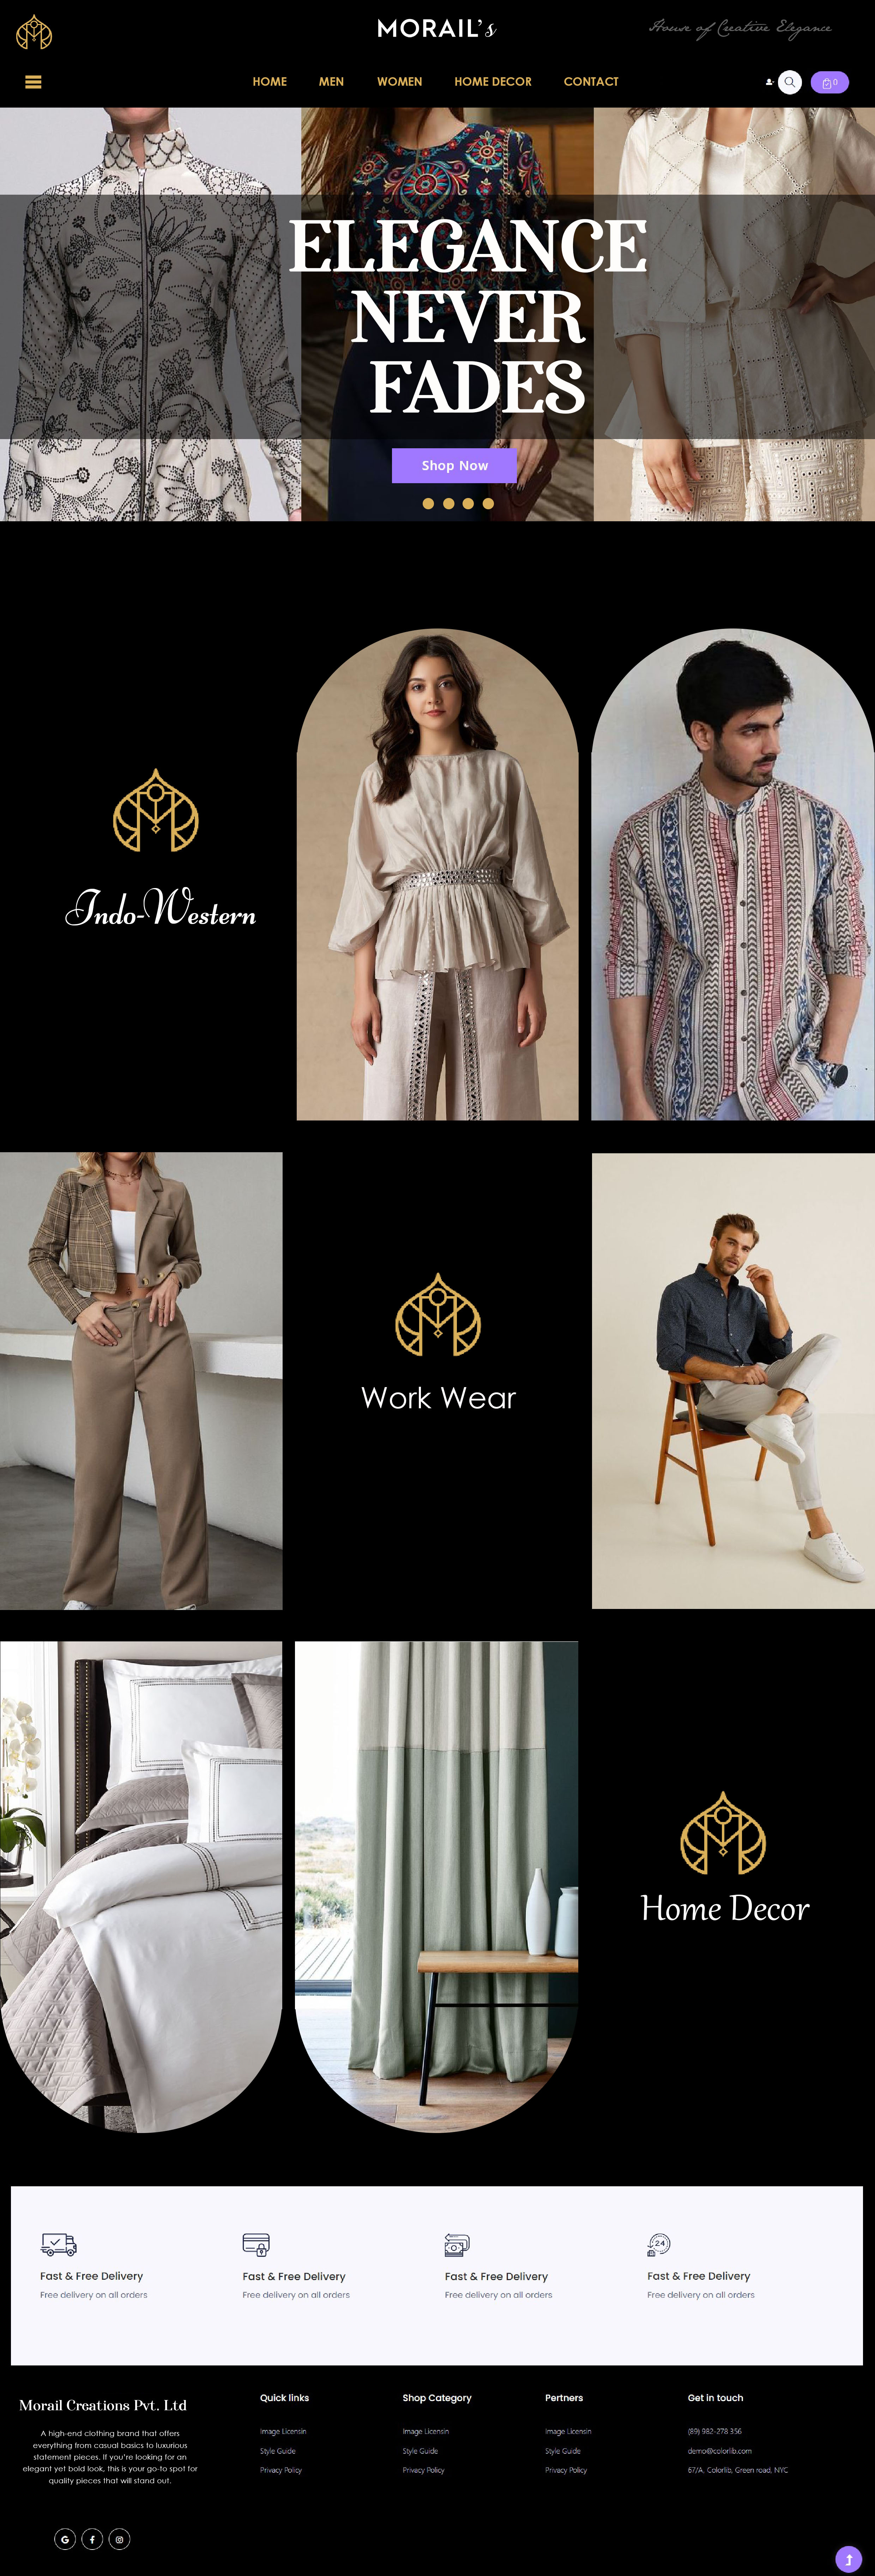 MORAIL's
House of Creative Elegance
HOME MEN WOMEN HOME DECOR CONTACT
0
ELEGANCE
NEVER
FADES
Shop Now
Indo-Western
Work Wear
Home Decor
24
Fast & Free Delivery
Free delivery on all orders
Fast & Free Delivery
Free delivery on all orders
Fast & Free Delivery
Free delivery on all orders
Fast & Free Delivery
Free delivery on all orders
Morail Creations Pvt. Ltd
A high-end clothing brand that offers
everything from casual basics to luxurious
statement pieces. If you're looking for an
elegant yet bold look, this is your go-to spot for
quality pieces that will stand out.
Quick links
Image Licensin
Style Guide
Privacy Policy
Shop Category
Image Licensin
Style Guide
Privacy Policy
Pertners
Image Licensin
Style Guide
Privacy Policy
Get in touch
(89) 982-278 356
demo@colorlib.com
67/A, Colorlib, Green road, NYC